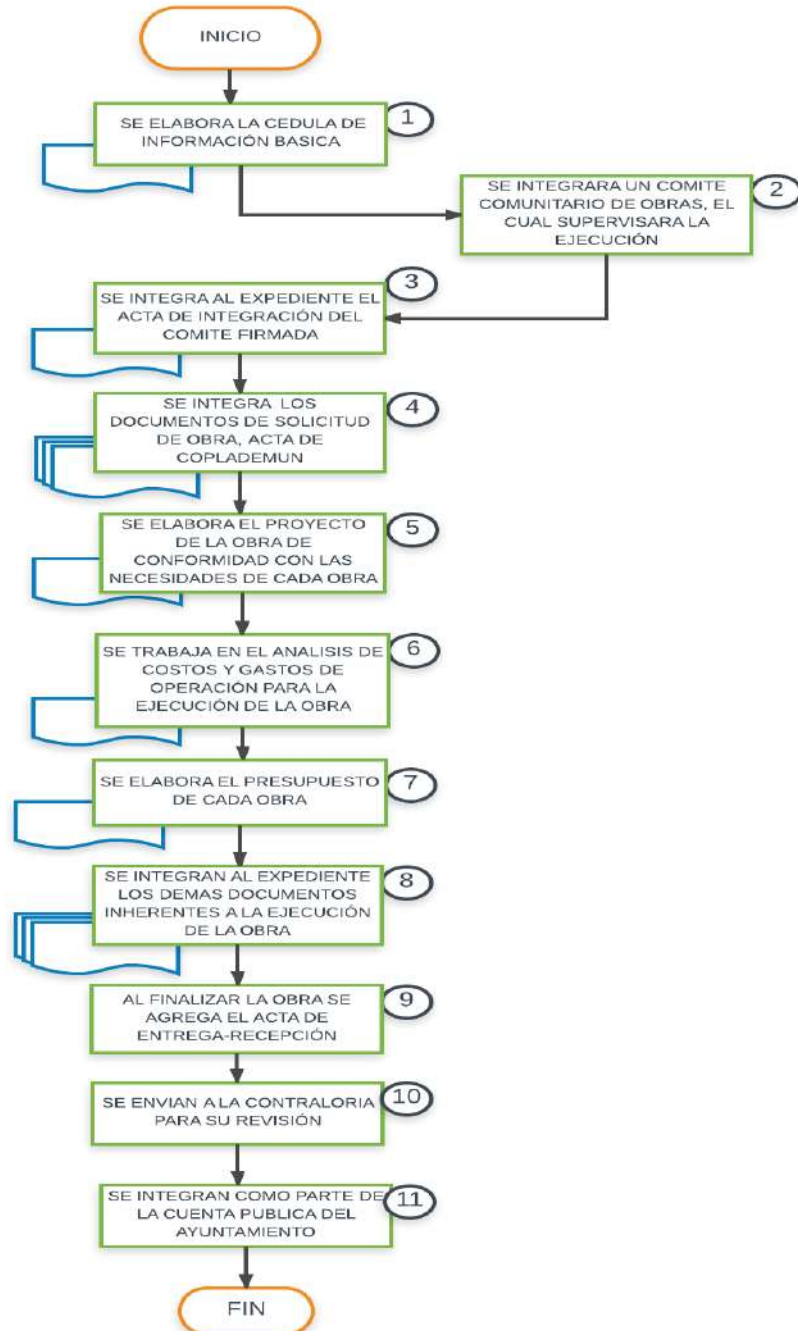 INICIO
1
SE ELABORA LA CEDULA DE
INFORMACIÓN BASICA
2
SE INTEGRARA UN COMITE
COMUNITARIO DE OBRAS, EL
CUAL SUPERVISARA LA
EJECUCIÓN
3
SE INTEGRA AL EXPEDIENTE EL
ACTA DE INTEGRACIÓN DEL
COMITE FIRMADA
4
SE INTEGRA LOS
DOCUMENTOS DE SOLICITUD
DE OBRA, ACTA DE
COPLADEMUN
5
SE ELABORA EL PROYECTO
DE LA OBRA DE
CONFORMIDAD CON LAS
NECESIDADES DE CADA OBRA
6
SE TRABAJA EN EL ANALISIS DE
COSTOS Y GASTOS DE
OPERACIÓN PARA LA
EJECUCIÓN DE LA OBRA
7
SE ELABORA EL PRESUPUESTO
DE CADA OBRA
8
SE INTEGRAN AL EXPEDIENTE
LOS DEMAS DOCUMENTOS
INHERENTES A LA EJECUCIÓN
DE LA OBRA
9
AL FINALIZAR LA OBRA SE
AGREGA EL ACTA DE
ENTREGA-RECEPCIÓN
10
SE ENVIAN A LA CONTRALORIA
PARA SU REVISIÓN
11
SE INTEGRAN COMO PARTE DE
LA CUENTA PUBLICA DEL
AYUNTAMIENTO
FIN